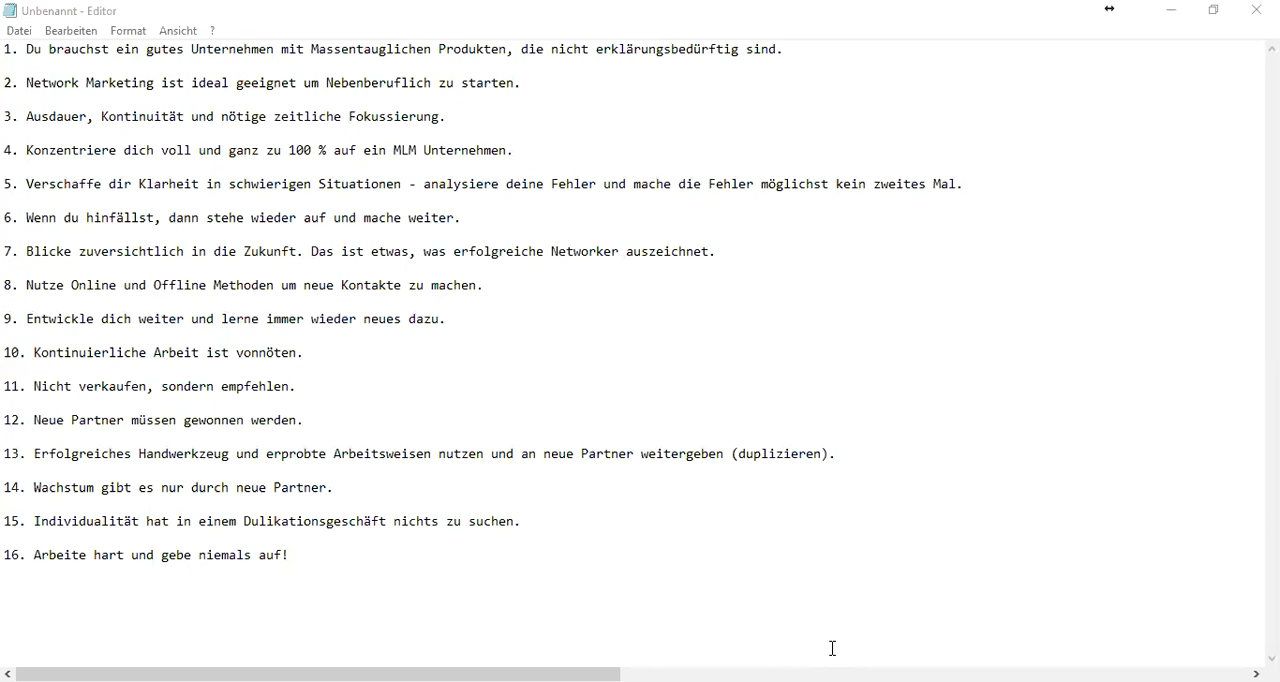 Unbenannt - Editor
Datei Bearbeiten Format Ansicht ?
1. Du brauchst ein gutes Unternehmen mit Massentauglichen Produkten, die nicht erklärungsbedürftig sind.
2. Network Marketing ist ideal geeignet um Nebenberuflich zu starten.
3. Ausdauer, Kontinuität und nötige zeitliche Fokussierung.
4. Konzentriere dich voll und ganz zu 100 % auf ein MLM Unternehmen.
5. Verschaffe dir Klarheit in schwierigen Situationen - analysiere deine Fehler und mache die Fehler möglichst kein zweites Mal.
6. Wenn du hinfällst, dann stehe wieder auf und mache weiter.
7. Blicke zuversichtlich in die Zukunft. Das ist etwas, was erfolgreiche Networker auszeichnet.
8. Nutze Online und Offline Methoden um neue Kontakte zu machen.
9. Entwickle dich weiter und lerne immer wieder neues dazu.
10. Kontinuierliche Arbeit ist vonnöten.
11. Nicht verkaufen, sondern empfehlen.
12. Neue Partner müssen gewonnen werden.
13. Erfolgreiches Handwerkzeug und erprobte Arbeitsweisen nutzen und an neue Partner weitergeben (duplizieren).
14. Wachstum gibt es nur durch neue Partner.
15. Individualität hat in einem Dulikationsgeschäft nichts zu suchen.
16. Arbeite hart und gebe niemals auf!